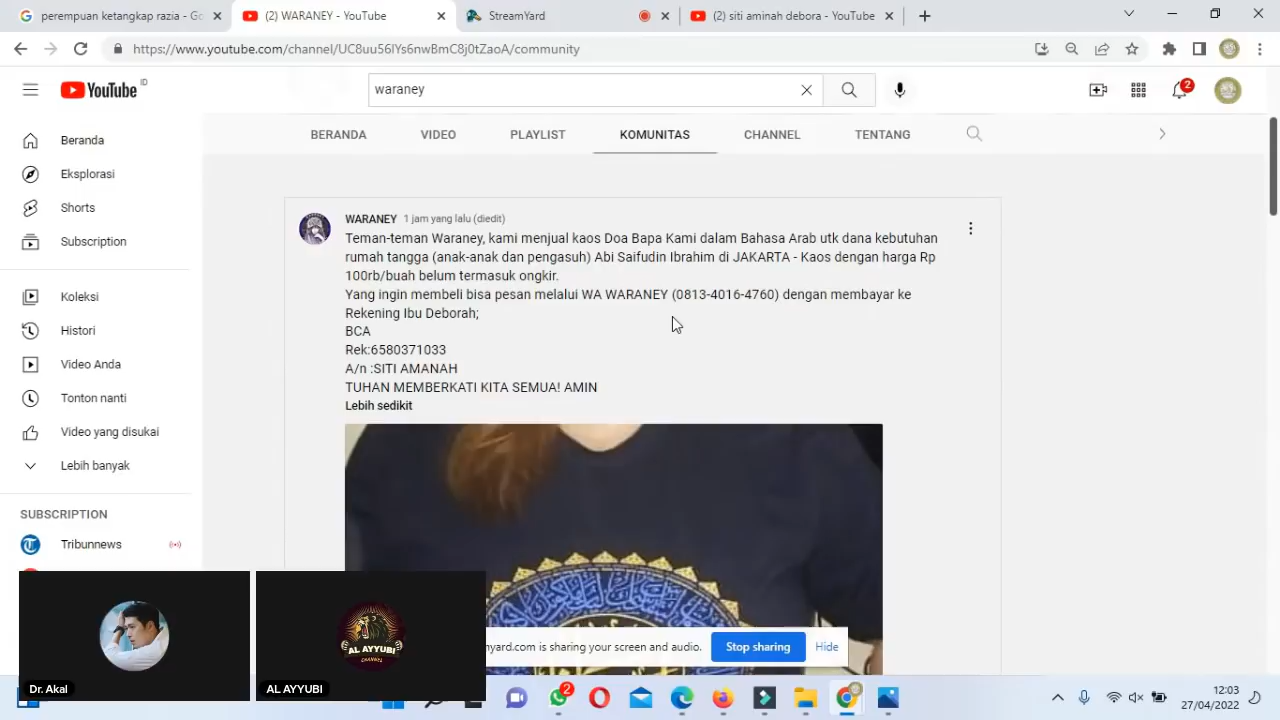 perempuan ketangkap razia - Go
(2) WARANEY - YouTube
StreamYard
(2) siti aminah debora - YouTube
https://www.youtube.com/channel/UC8uu56lYs6nwBmC8j0tZaoA/community
YouTube ID
waraney
2
BERANDA
VIDEO
PLAYLIST
KOMUNITAS
CHANNEL
TENTANG
Beranda
Eksplorasi
Shorts
Subscription
Koleksi
Histori
Video Anda
Tonton nanti
Video yang disukai
Lebih banyak
SUBSCRIPTION
Tribunnews
WARANEY 1 jam yang lalu (diedit)
Teman-teman Waraney, kami menjual kaos Doa Bapa Kami dalam Bahasa Arab utk dana kebutuhan
rumah tangga (anak-anak dan pengasuh) Abi Saifudin Ibrahim di JAKARTA - Kaos dengan harga Rp
100rb/buah belum termasuk ongkir.
Yang ingin membeli bisa pesan melalui WA WARANEY (0813-4016-4760) dengan membayar ke
Rekening Ibu Deborah;
BCA
Rek:6580371033
A/n :SITI AMANAH
TUHAN MEMBERKATI KITA SEMUA! AMIN
Lebih sedikit
AL AYYUBI
CHANNEL
Dr. Akal
AL AYYUBI
nyard.com is sharing your screen and audio.
Stop sharing
Hide
2
12:03
27/04/2022